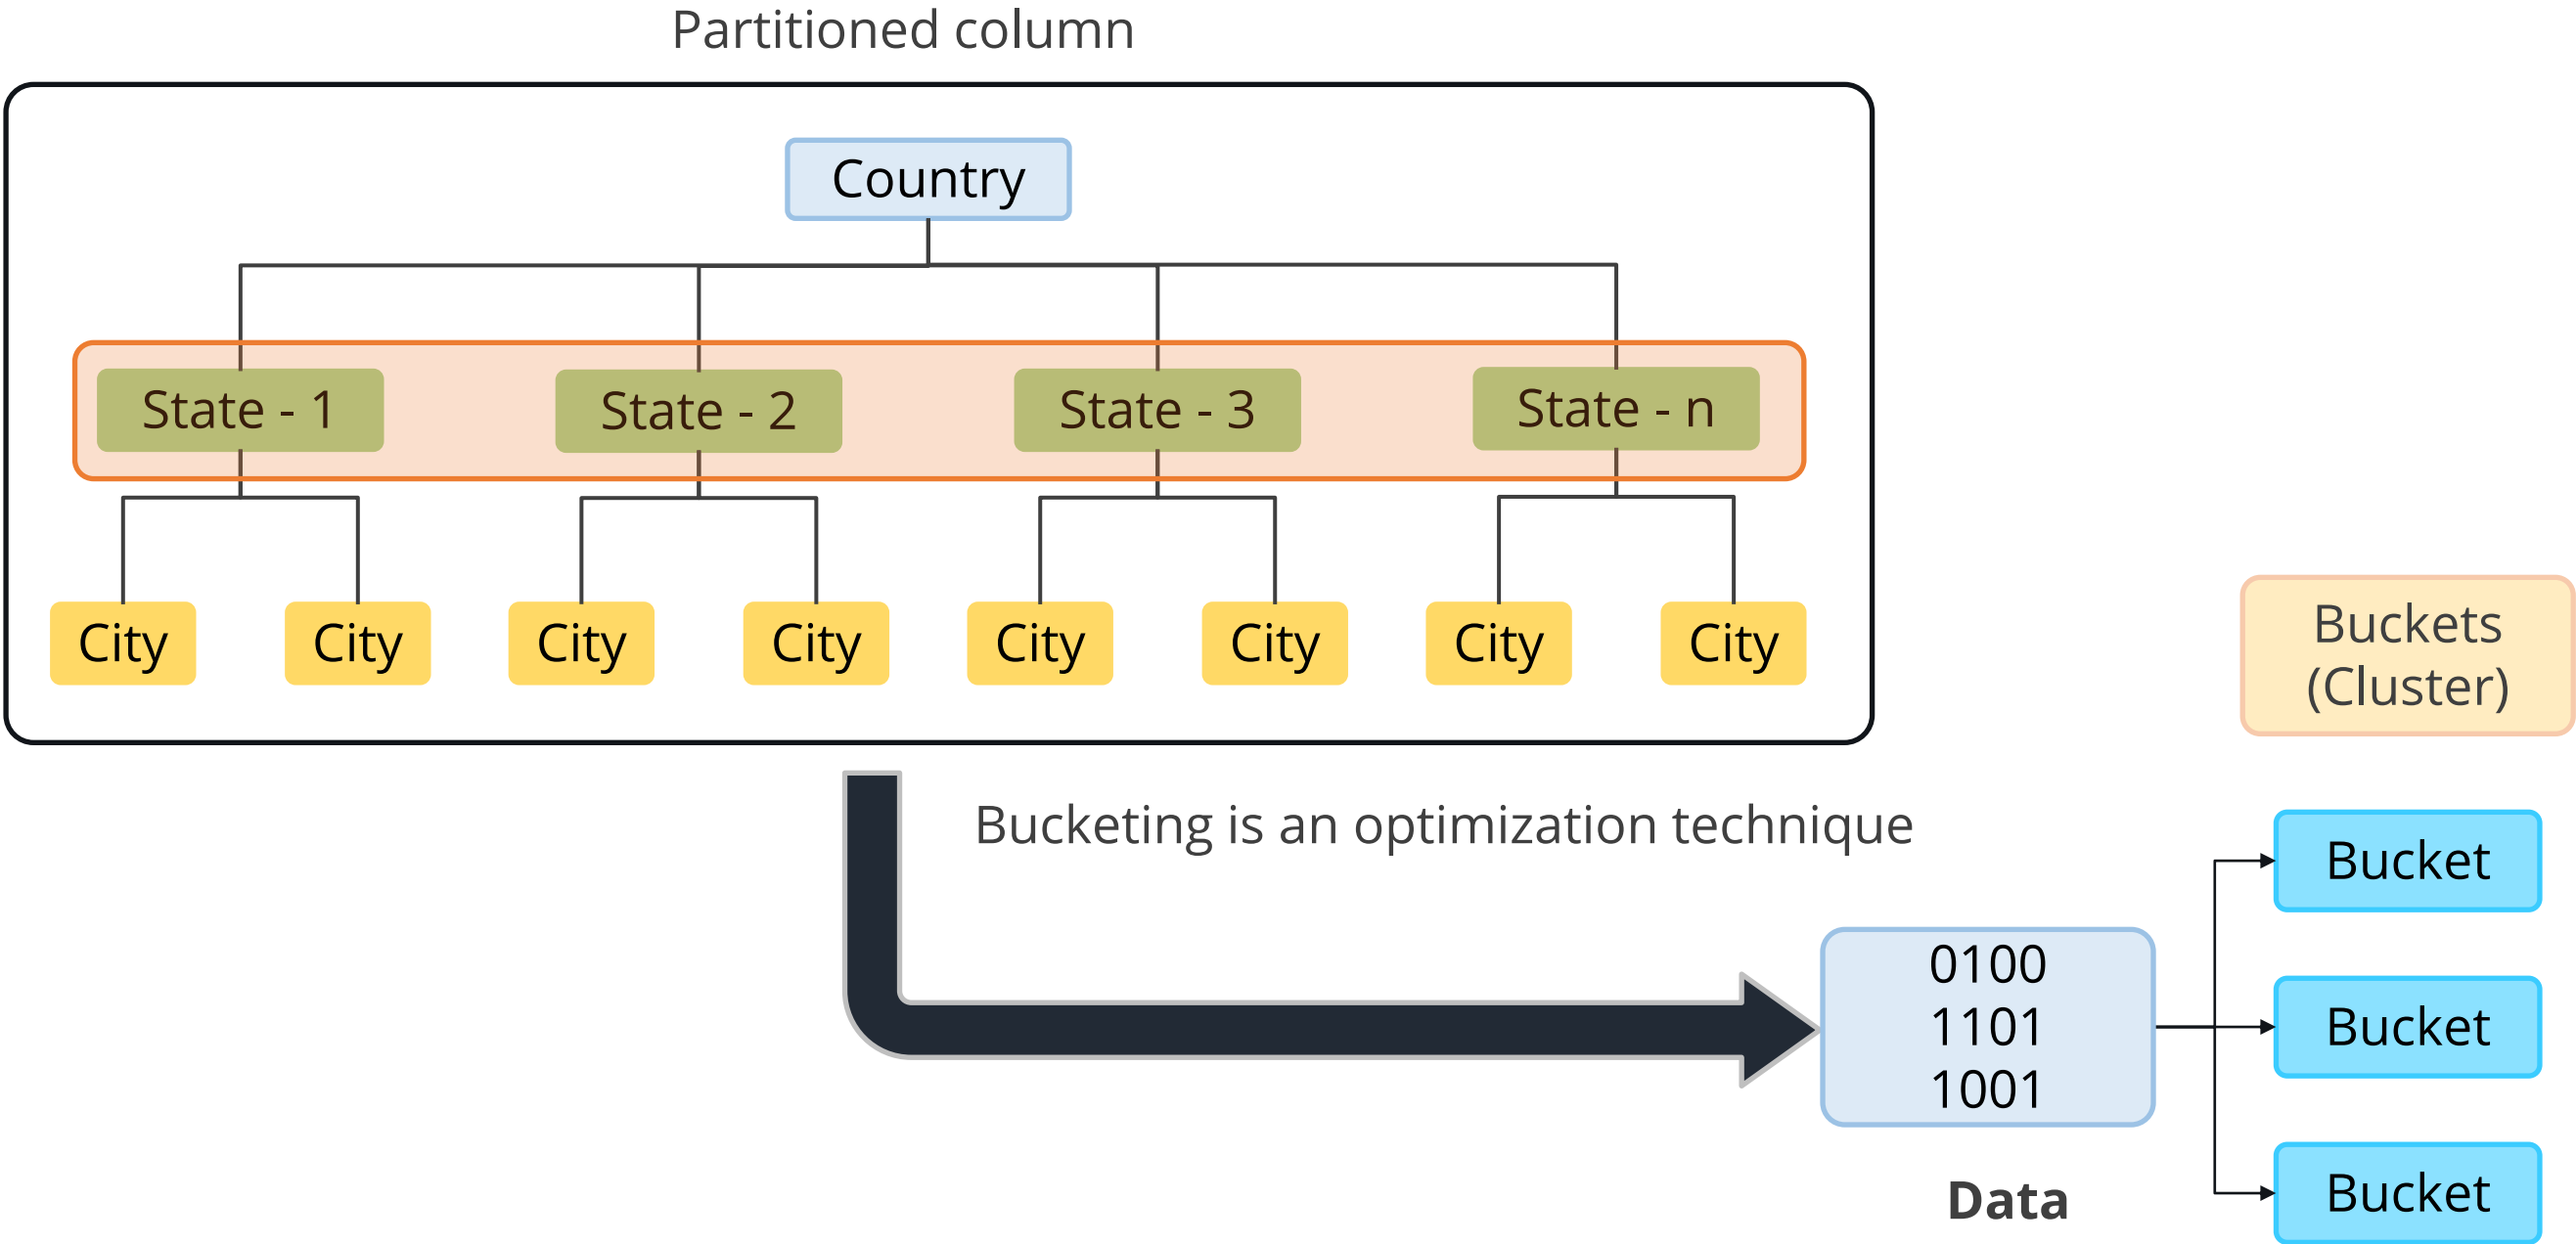 Partitioned column
Country
State - 1
State - 2
State - 3
State - n
City
City
City
City
City
City
City
City
Buckets
(Cluster)
Bucketing is an optimization technique
0100
1101
1001
Data
Bucket
Bucket
Bucket